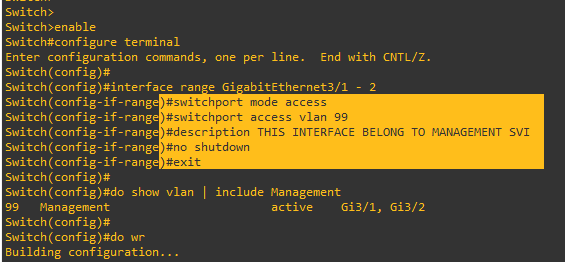 Switch>
Switch>enable
Switch#configure terminal
Enter configuration commands, one per line.  End with CNTL/Z.
Switch(config)#
Switch(config)#interface range GigabitEthernet3/1 - 2
Switch(config-if-range)#switchport mode access
Switch(config-if-range)#switchport access vlan 99
Switch(config-if-range)#description THIS INTERFACE BELONG TO MANAGEMENT SVI
Switch(config-if-range)#no shutdown
Switch(config-if-range)#exit
Switch(config)#
Switch(config)#do show vlan | include Management
99   Management                       active    Gi3/1, Gi3/2
Switch(config)#
Switch(config)#do wr
Building configuration...